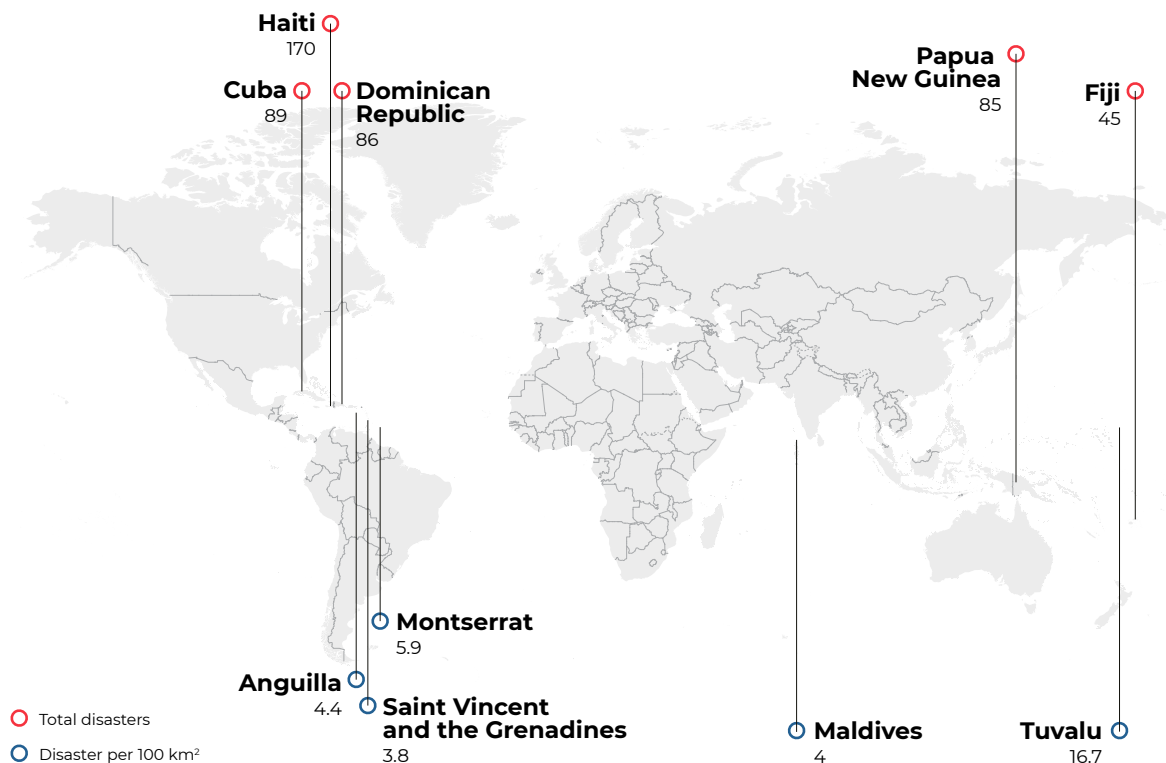 Haiti
170
Cuba
89
Dominican
Republic
86
Papua
New Guinea
85
Fiji
45
Montserrat
5.9
Anguilla
4.4
Saint Vincent
and the Grenadines
3.8
Maldives
4
Tuvalu
16.7
Total disasters
Disaster per 100 km²